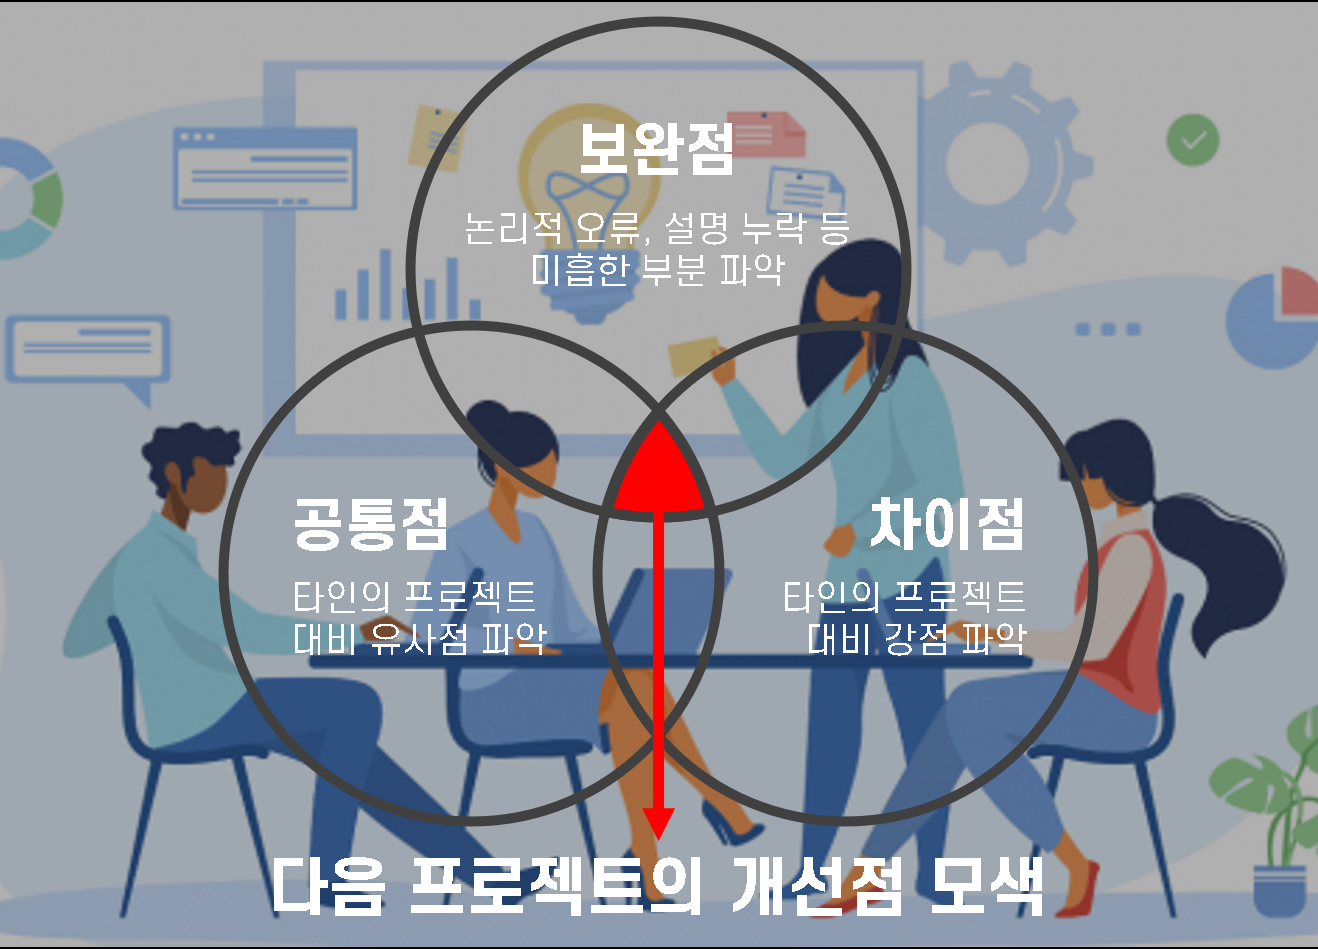 보완점
논리적 오류, 설명 누락 등
미흡한 부분 파악
공통점
타인의 프로젝트
대비 유사점 파악
차이점
타인의 프로젝트
대비 강점 파악
다음 프로젝트의 개선점 모색